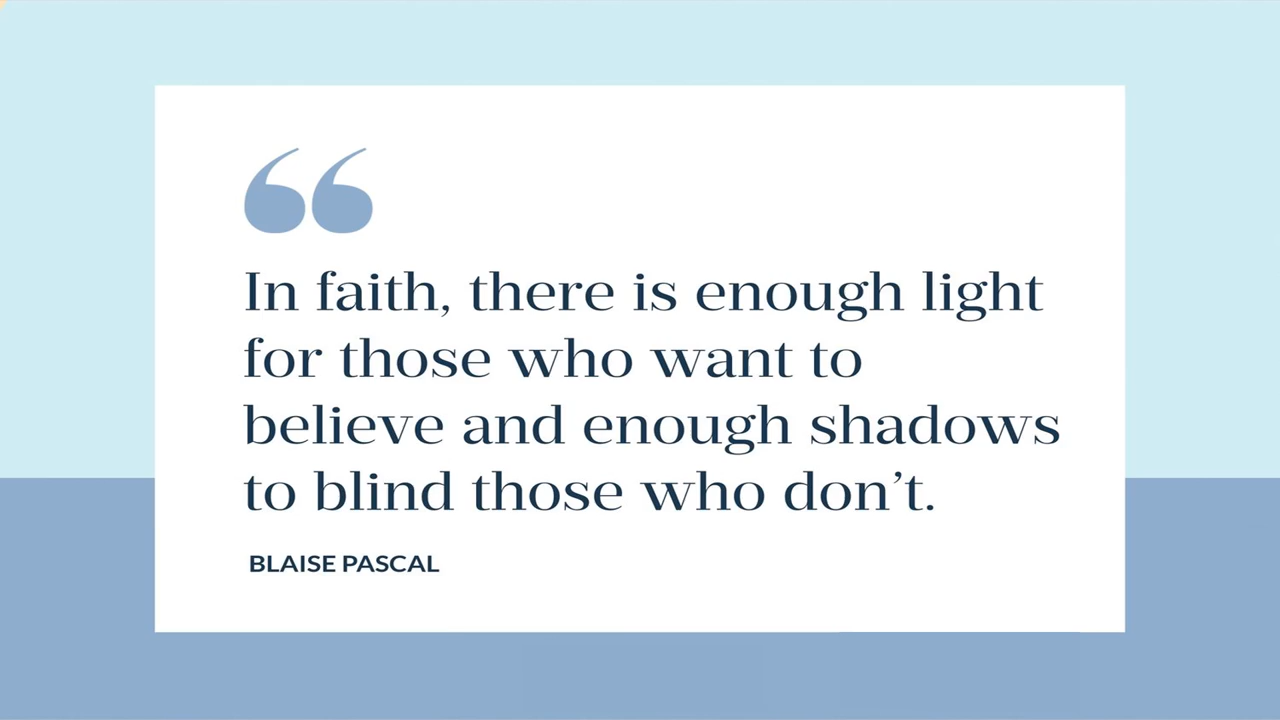 “
In faith, there is enough light
for those who want to
believe and enough shadows
to blind those who don’t.
BLAISE PASCAL